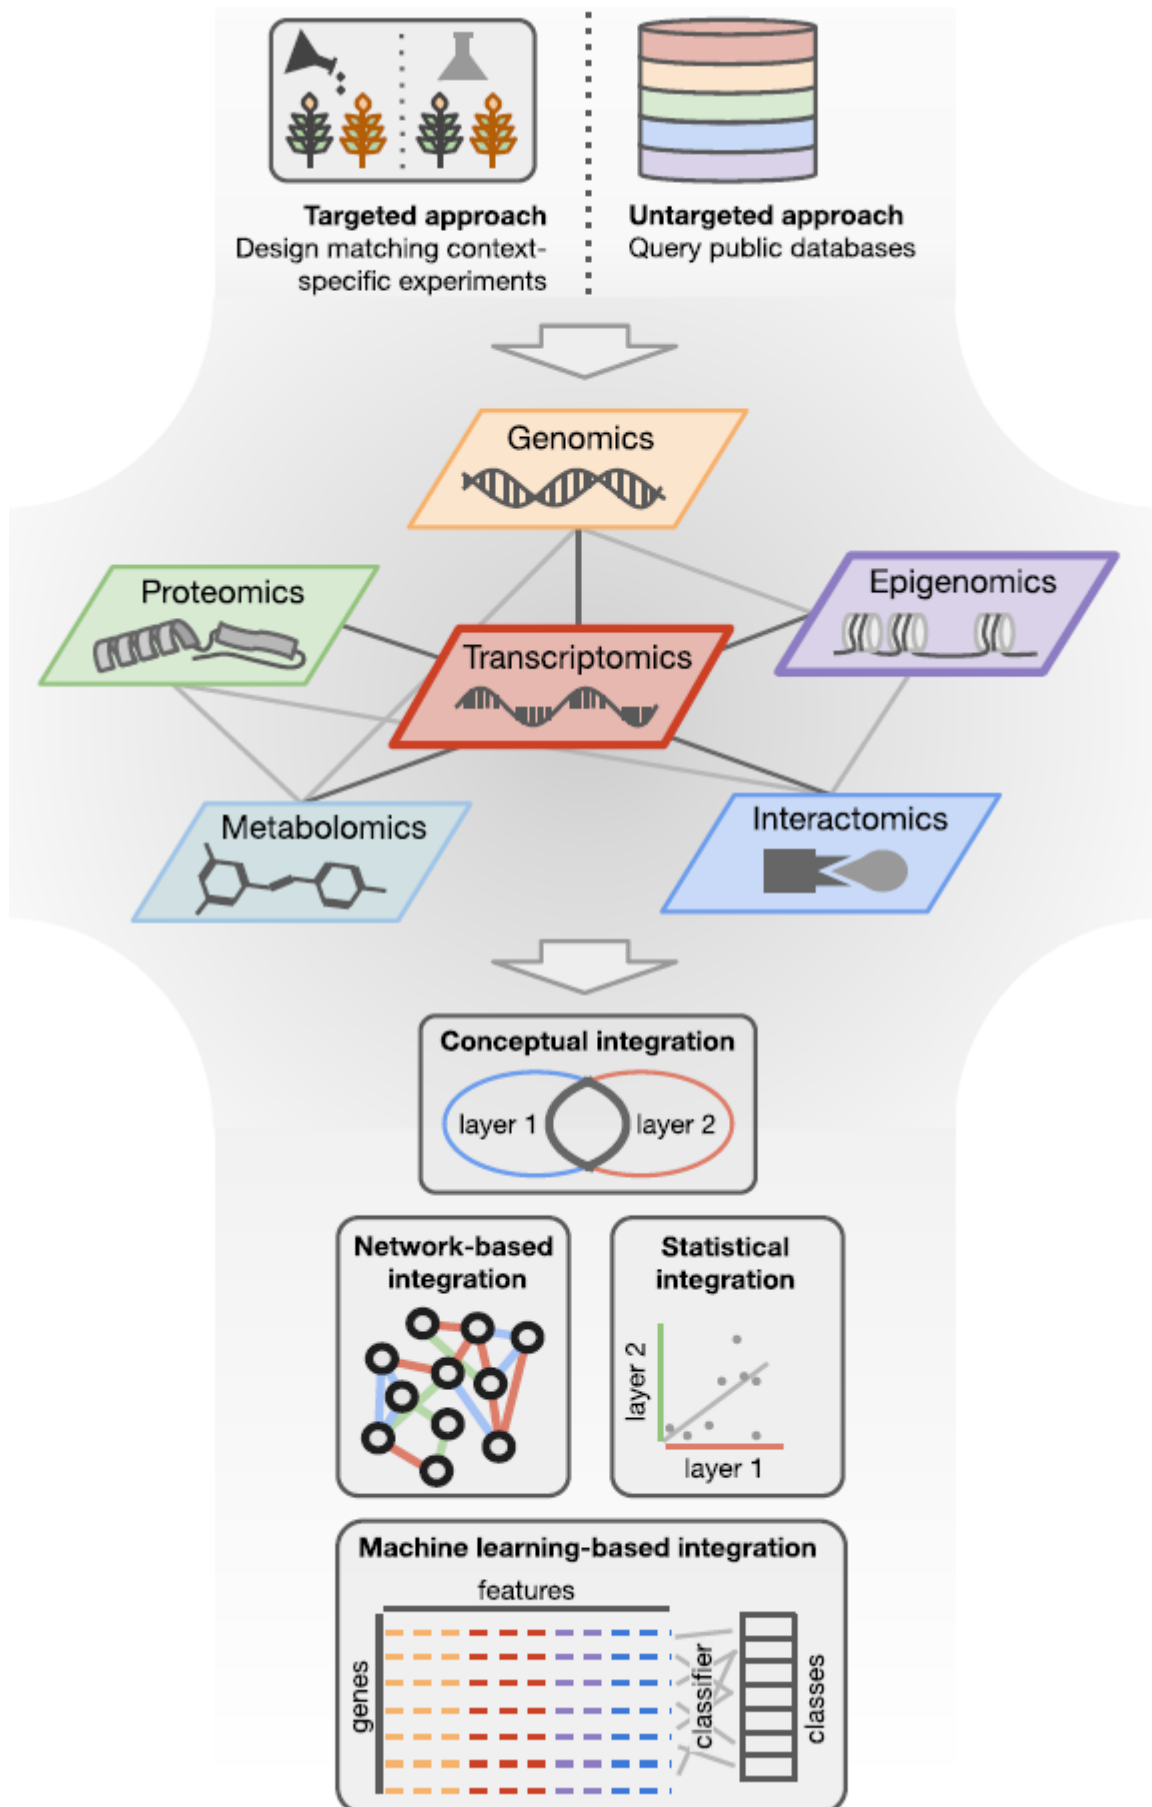 Targeted approach
Design matching context-
specific experiments
Untargeted approach
Query public databases
Genomics
Proteomics
Epigenomics
Transcriptomics
Metabolomics
Interactomics
Conceptual integration
layer 1
layer 2
Network-based
integration
Statistical
integration
layer 2
layer 1
Machine learning-based integration
features
genes
classifier
classes